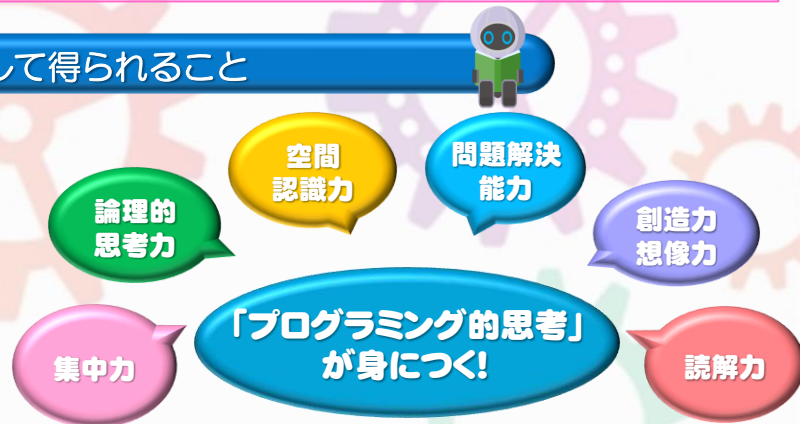 して得られること
空間
認識力
問題解決
能力
論理的
思考力
創造力
想像力
「プログラミング的思考」
が身につく!
集中力
読解力